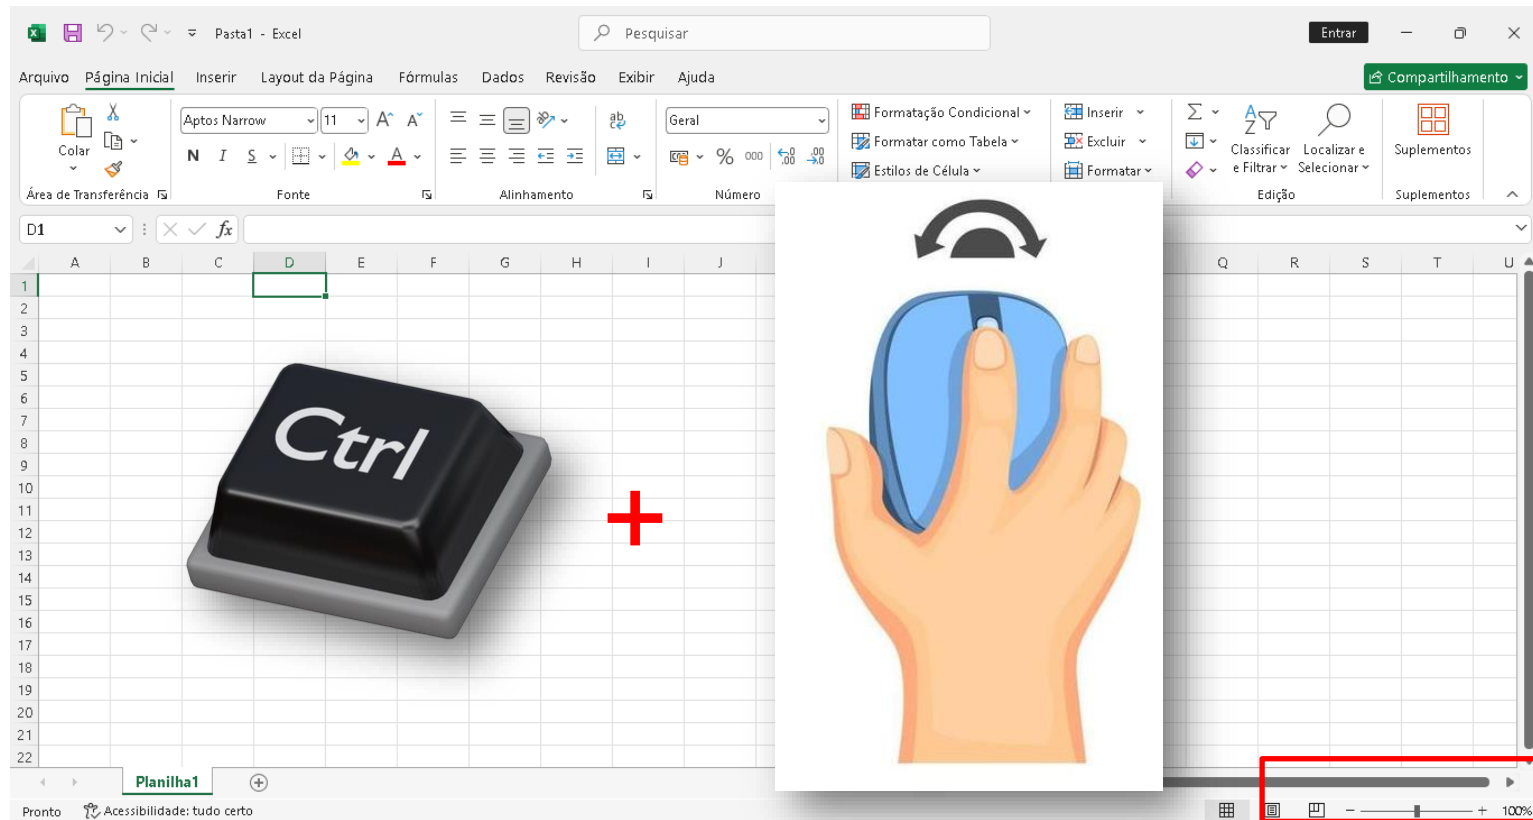 Pasta1 - Excel
Pesquisar
Entrar
Arquivo Página Inicial Inserir Layout da Página Fórmulas Dados Revisão Exibir Ajuda
Compartilhamento
Colar
Área de Transferência
Aptos Narrow 11
N I S
Fonte
Alinhamento
Geral
% 000
Número
Formatação Condicional
Formatar como Tabela
Estilos de Célula
Inserir
Excluir
Formatar
Classificar e Filtrar
Localizar e Selecionar
Edição
Suplementos
Suplementos
D1
fx
A B C D E F G H I J Q R S T U
1
2
3
4
5
6
7
8
9
10
11
12
13
14
15
16
17
18
19
20
21
22
Ctrl
+
Planilha1
Pronto Acessibilidade: tudo certo
- + 100%